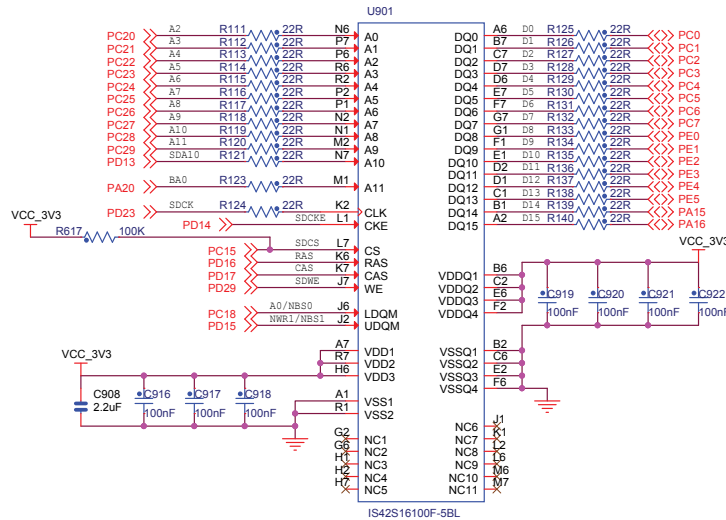 U901
PC20 A2 R111 22R N6 A0 DQ0 A6 D0 R125 22R PC0
PC21 A3 R112 22R P7 A1 DQ1 B7 D1 R126 22R PC1
PC22 A4 R113 22R P6 A2 DQ2 C7 D2 R127 22R PC2
PC23 A5 R114 22R R6 A3 DQ3 D7 D3 R128 22R PC3
PC24 A6 R115 22R R2 A4 DQ4 D6 D4 R129 22R PC4
PC25 A7 R116 22R P2 A5 DQ5 E7 D5 R130 22R PC5
PC26 A8 R117 22R P1 A6 DQ6 F7 D6 R131 22R PC6
PC27 A9 R118 22R N2 A7 DQ7 G7 D7 R132 22R PC7
PC28 A10 R119 22R N1 A8 DQ8 G1 D8 R133 22R PE0
PC29 A11 R120 22R M2 A9 DQ9 F1 D9 R134 22R PE1
PD13 SDA10 R121 22R N7 A10 DQ10 E1 D10 R135 22R PE2
DQ11 D2 D11 R136 22R PE3
PA20 BA0 R123 22R M1 A11 DQ12 D1 D12 R137 22R PE4
DQ13 C1 D13 R138 22R PE5
PD23 SDCK R124 22R K2 CLK DQ14 B1 D14 R139 22R PA15
PD14 SDCKE L1 CKE DQ15 A2 D15 R140 22R PA16
VCC_3V3
R617 100K
VCC_3V3
PC15 SDCS L7 CS
PD16 RAS K6 RAS
PD17 CAS K7 CAS
PD29 SDWE J7 WE
PC18 A0/NBS0 J6 LDQM
PD15 NWR1/NBS1 J2 UDQM
VDDQ1 B6
VDDQ2 C2
VDDQ3 E6
VDDQ4 F2
C919 C920 C921 C922
100nF 100nF 100nF 100nF
VCC_3V3
A7 VDD1
R7 VDD2
H6 VDD3
VSSQ1 B2
VSSQ2 C6
VSSQ3 E2
VSSQ4 F6
C908 C916 C917 C918
2.2uF 100nF 100nF 100nF
A1 VSS1
R1 VSS2
G2 NC1
G6 NC2
H1 NC3
H2 NC4
H7 NC5
NC6 J1
NC7 K1
NC8 L2
NC9 L6
NC10 M6
NC11 M7
IS42S16100F-5BL